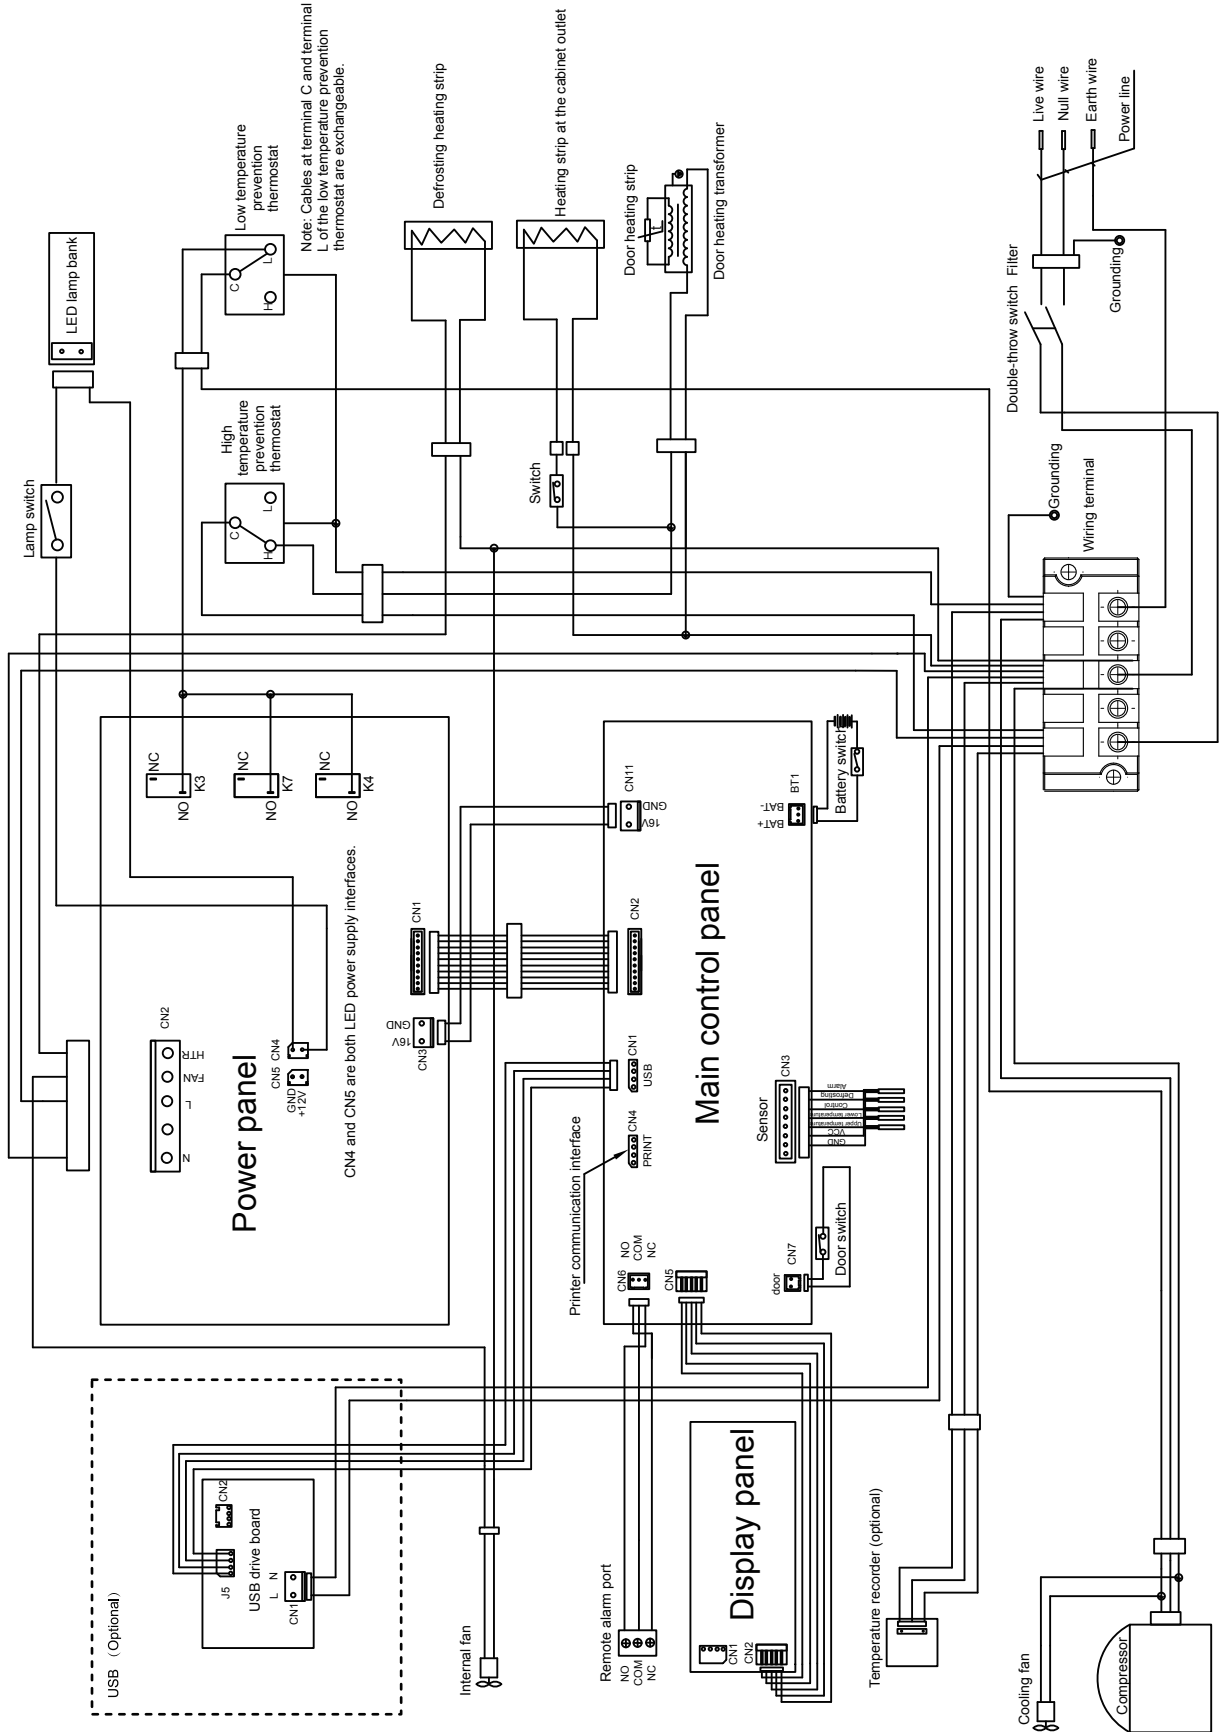 LED lamp bank
Lamp switch
Low temperature
prevention
thermostat
C
L
H
Note: Cables at terminal C and terminal
L of the low temperature prevention
thermostat are exchangeable.
High
temperature
prevention
thermostat
C
L
H
Defrosting heating strip
Heating strip at the cabinet outlet
Switch
Door heating strip
t
Door heating transformer
Live wire
Null wire
Earth wire
Power line
Filter
Double-throw switch
Grounding
Grounding
Wiring terminal
NC
NO
K3
NC
NO
K7
NC
NO
K4
CN2
HTR
FAN
L
N
Power panel
CN4
CN5
GND
+12V
CN4 and CN5 are both LED power supply interfaces.
CN1
GND
16V
CN3
CN11
GND
16V
CN2
BT1
BAT-
BAT+
Battery switch
Main control panel
CN1
USB
CN4
PRINT
Printer communication interface
CN3
Sensor
Alarm
Defrosting
Control
Lower temperature
Upper temperature
VCC
GND
CN6
NO
COM
NC
CN5
CN7
door
Door switch
USB (Optional)
CN2
J5
USB drive board
N
L
CN1
Internal fan
Remote alarm port
NO
COM
NC
Display panel
CN1
CN2
Temperature recorder (optional)
Cooling fan
Compressor